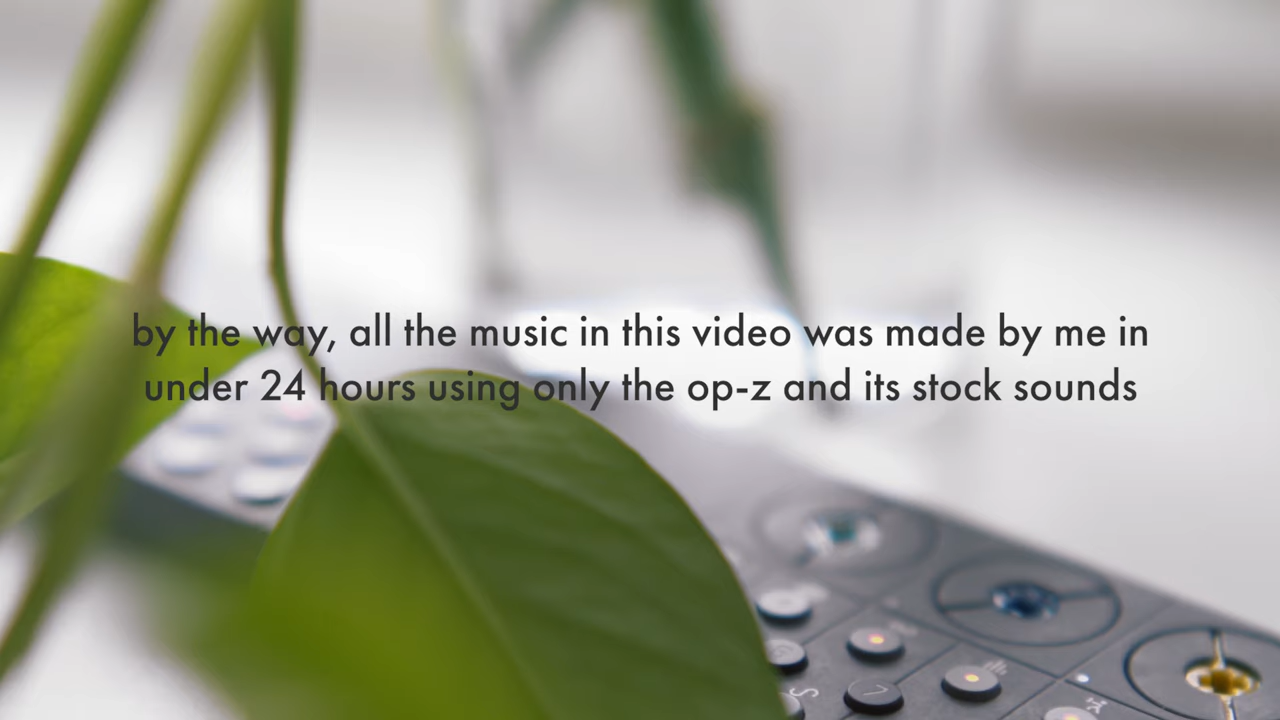 by the way, all the music in this video was made by me in
under 24 hours using only the op-z and its stock sounds